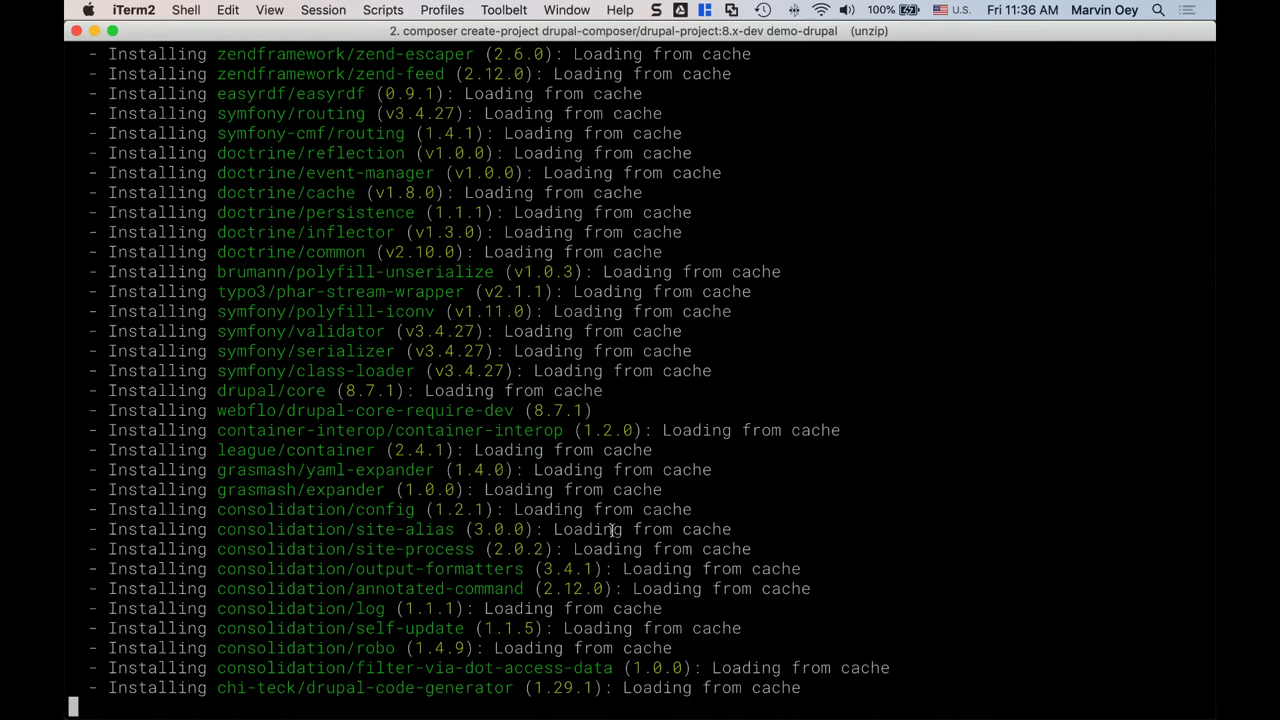 iTerm2 Shell Edit View Session Scripts Profiles Toolbelt Window Help 100% U.S. Fri 11:36 AM Marvin Oey
2. composer create-project drupal-composer/drupal-project:8.x-dev demo-drupal (unzip)
- Installing zendframework/zend-escaper (2.6.0): Loading from cache
- Installing zendframework/zend-feed (2.12.0): Loading from cache
- Installing easyrdf/easyrdf (0.9.1): Loading from cache
- Installing symfony/routing (v3.4.27): Loading from cache
- Installing symfony-cmf/routing (1.4.1): Loading from cache
- Installing doctrine/reflection (v1.0.0): Loading from cache
- Installing doctrine/event-manager (v1.0.0): Loading from cache
- Installing doctrine/cache (v1.8.0): Loading from cache
- Installing doctrine/persistence (1.1.1): Loading from cache
- Installing doctrine/inflector (v1.3.0): Loading from cache
- Installing doctrine/common (v2.10.0): Loading from cache
- Installing brumann/polyfill-unserialize (v1.0.3): Loading from cache
- Installing typo3/phar-stream-wrapper (v2.1.1): Loading from cache
- Installing symfony/polyfill-iconv (v1.11.0): Loading from cache
- Installing symfony/validator (v3.4.27): Loading from cache
- Installing symfony/serializer (v3.4.27): Loading from cache
- Installing symfony/class-loader (v3.4.27): Loading from cache
- Installing drupal/core (8.7.1): Loading from cache
- Installing webflo/drupal-core-require-dev (8.7.1)
- Installing container-interop/container-interop (1.2.0): Loading from cache
- Installing league/container (2.4.1): Loading from cache
- Installing grasmash/yaml-expander (1.4.0): Loading from cache
- Installing grasmash/expander (1.0.0): Loading from cache
- Installing consolidation/config (1.2.1): Loading from cache
- Installing consolidation/site-alias (3.0.0): Loading from cache
- Installing consolidation/site-process (2.0.2): Loading from cache
- Installing consolidation/output-formatters (3.4.1): Loading from cache
- Installing consolidation/annotated-command (2.12.0): Loading from cache
- Installing consolidation/log (1.1.1): Loading from cache
- Installing consolidation/self-update (1.1.5): Loading from cache
- Installing consolidation/robo (1.4.9): Loading from cache
- Installing consolidation/filter-via-dot-access-data (1.0.0): Loading from cache
- Installing chi-teck/drupal-code-generator (1.29.1): Loading from cache